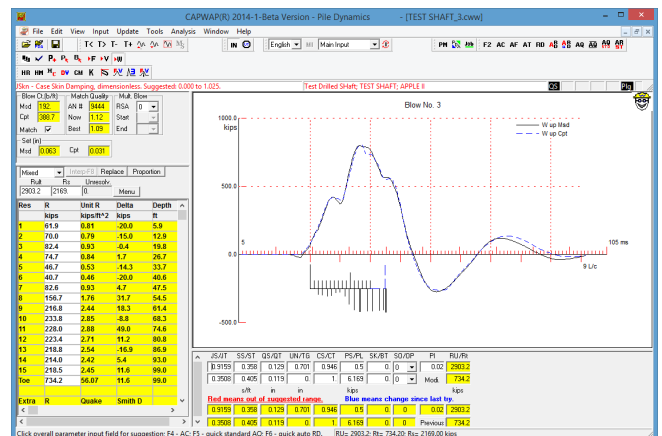 CAPWAP(R) 2014-1-Beta Version - Pile Dynamics - [TEST SHAFT_3.cww]
File Edit View Input Update Tools Analysis Window Help
T< T> T- T+
IN English Main Input PM F2 AC AF AT RD AQ
HR HM CM K
JSkn - Case Skin Damping, dimensionless. Suggested: 0.000 to 1.025. Test Drilled SHaft; TEST SHAFT; APPLE II QS Plg
Blow Ct.(b/ft) Match Quality Mult. Blow
Msd 192. AN # 9444 RSA 0
Cpt 388.7 Now 1.12 Start
Match Best 1.09 End
Set (in)
Msd 0.063 Cpt 0.031
Mixed Interp-Fill Replace Proportion
Rult Rs Unresolv.
2903.2 2169. 0. Menu
Res R Unit R Delta Depth
kips kips/ft^2 kips ft
1 61.9 0.81 -20.0 5.9
2 70.0 0.79 -15.0 12.9
3 82.4 0.93 -0.4 19.8
4 74.7 0.84 1.7 26.7
5 46.7 0.53 -14.3 33.7
6 40.7 0.46 -20.0 40.6
7 82.6 0.93 4.7 47.5
8 156.7 1.76 31.7 54.5
9 216.8 2.44 18.3 61.4
10 233.8 2.85 -8.8 68.3
11 228.0 2.88 49.0 74.6
12 223.4 2.71 11.2 80.8
13 218.8 2.54 -16.9 86.9
14 214.0 2.42 5.4 93.0
15 218.5 2.45 11.6 99.0
Toe 734.2 56.07 11.6 99.0
Extra R Quake Smith D
Blow No. 3
1000.0
kips
W up Msd
W up Cpt
500.0
5
105 ms
0.0
9 L/c
-500.0
JS/JT SS/ST QS/QT UN/TG CS/CT PS/PL SK/BT SO/OP PI RU/Rt
0.9159 0.358 0.129 0.701 0.946 0.5 0. 0 0.02 2903.2
0.3508 0.405 0.119 0. 1. 6.169 0. 0 Modi. 734.2
s/ft in in kips kips
Red means out of suggested range, Blue means change since last try.
0.9159 0.358 0.129 0.701 0.946 0.5 0. 0 0.02 2903.2
0.3508 0.405 0.119 0. 1. 6.169 0. 0 Previous 734.2
Click overall parameter input field for suggestion: F4 - AC; F5 - quick standard AQ; F6 - quick auto RD. RU= 2903.2; Rt= 734.20; Rs= 2169.00 kips